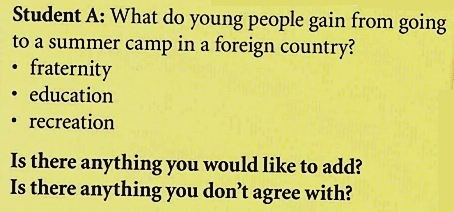 Student A: What do young people gain from going
to a summer camp in a foreign country?
• fraternity
• education
• recreation
Is there anything you would like to add?
Is there anything you don't agree with?